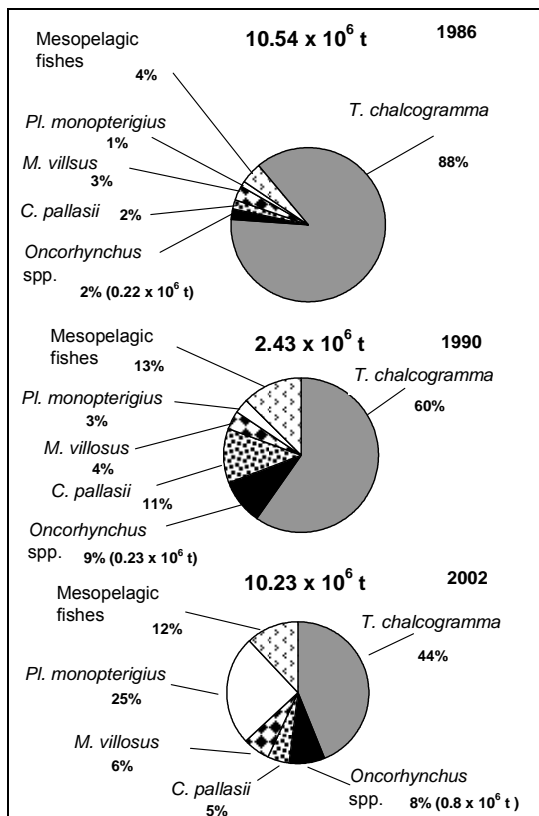 Mesopelagic
fishes
4%
10.54 x 10⁶ t
1986
T. chalcogramma
88%
Pl. monopterigius
1%
M. villsus
3%
C. pallasii 2%
Oncorhynchus
spp.
2% (0.22 x 10⁶ t)
Mesopelagic
fishes
13%
2.43 x 10⁶ t
1990
T. chalcogramma
60%
Pl. monopterigius
3%
M. villosus
4%
C. pallasii
11%
Oncorhynchus
spp. 9% (0.23 x 10⁶ t)
Mesopelagic
fishes
12%
10.23 x 10⁶ t
2002
T. chalcogramma
44%
Pl. monopterigius
25%
M. villosus
6%
C. pallasii
5%
Oncorhynchus
spp. 8% (0.8 x 10⁶ t )